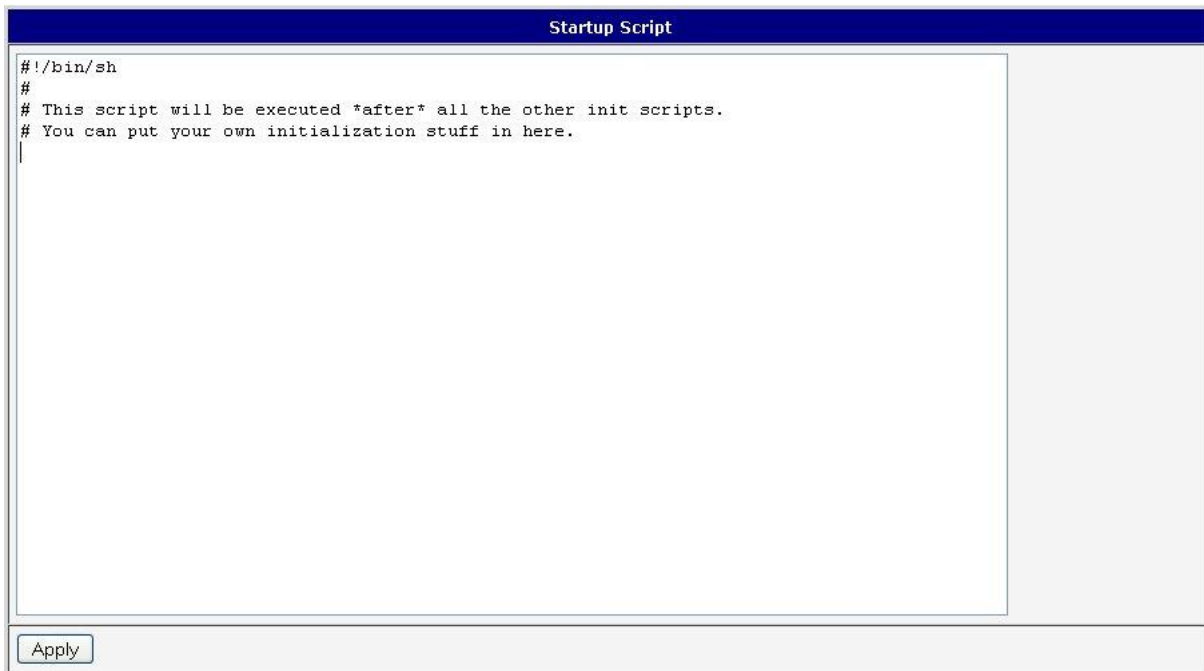 Startup Script
#!/bin/sh
#
# This script will be executed *after* all the other init scripts.
# You can put your own initialization stuff in here.
Apply